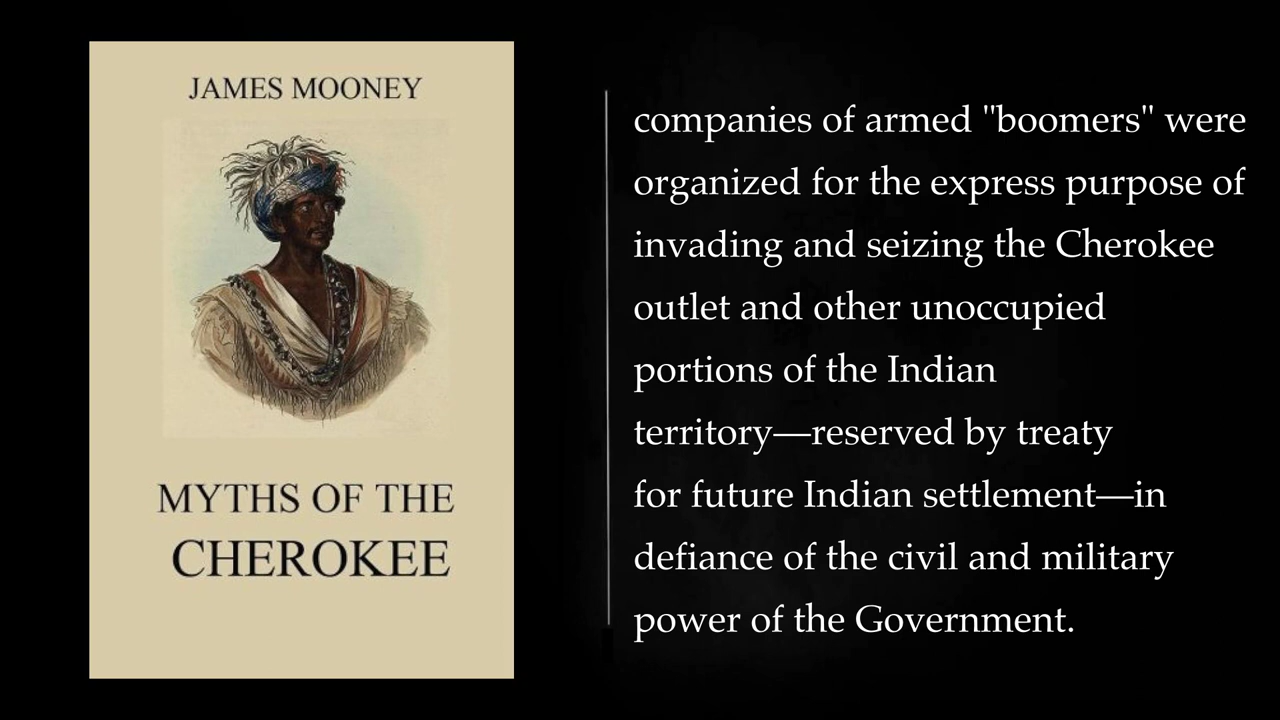 JAMES MOONEY
MYTHS OF THE
CHEROKEE
companies of armed "boomers" were
organized for the express purpose of
invading and seizing the Cherokee
outlet and other unoccupied
portions of the Indian
territory—reserved by treaty
for future Indian settlement—in
defiance of the civil and military
power of the Government.